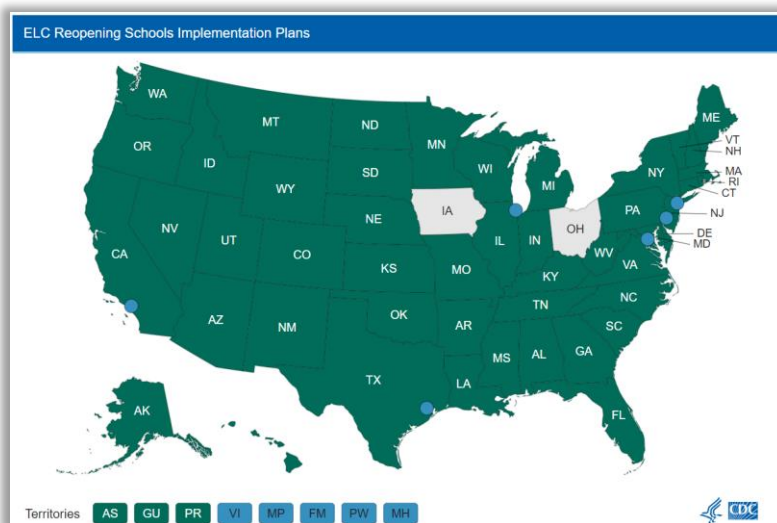 ELC Reopening Schools Implementation Plans
WA
MT
ND
MN
ME
VT
NH
OR
ID
SD
WI
MI
NY
MA
RI
CT
WY
IA
NE
PA
NJ
NV
UT
CO
IL
IN
OH
DE
MD
CA
KS
MO
WV
VA
KY
NC
TN
AZ
NM
OK
AR
SC
MS
AL
GA
TX
LA
AK
FL
Territories AS GU PR VI MP FM PW MH
CDC